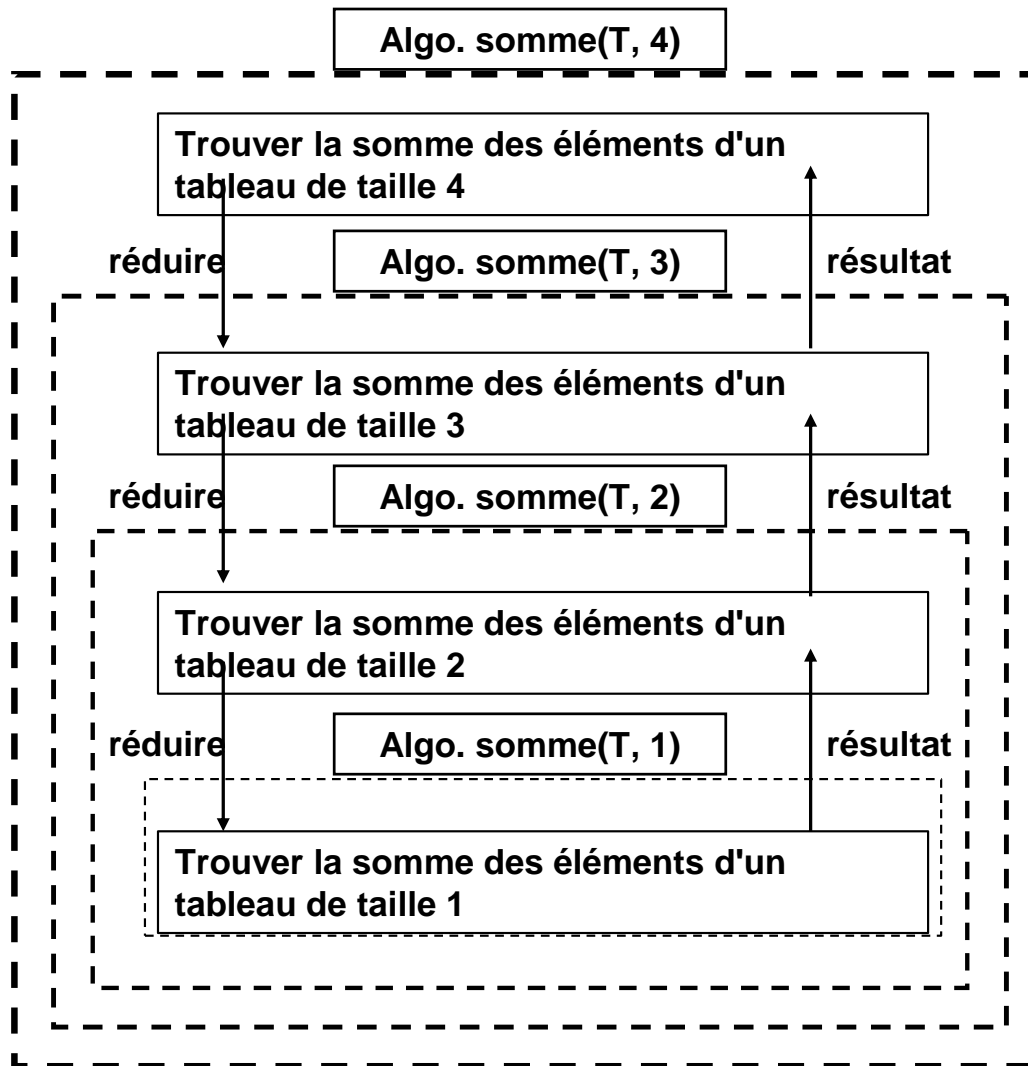 Algo. somme(T, 4)
Trouver la somme des éléments d'un
tableau de taille 4
réduire
Algo. somme(T, 3)
résultat
Trouver la somme des éléments d'un
tableau de taille 3
réduire
Algo. somme(T, 2)
résultat
Trouver la somme des éléments d'un
tableau de taille 2
réduire
Algo. somme(T, 1)
résultat
Trouver la somme des éléments d'un
tableau de taille 1